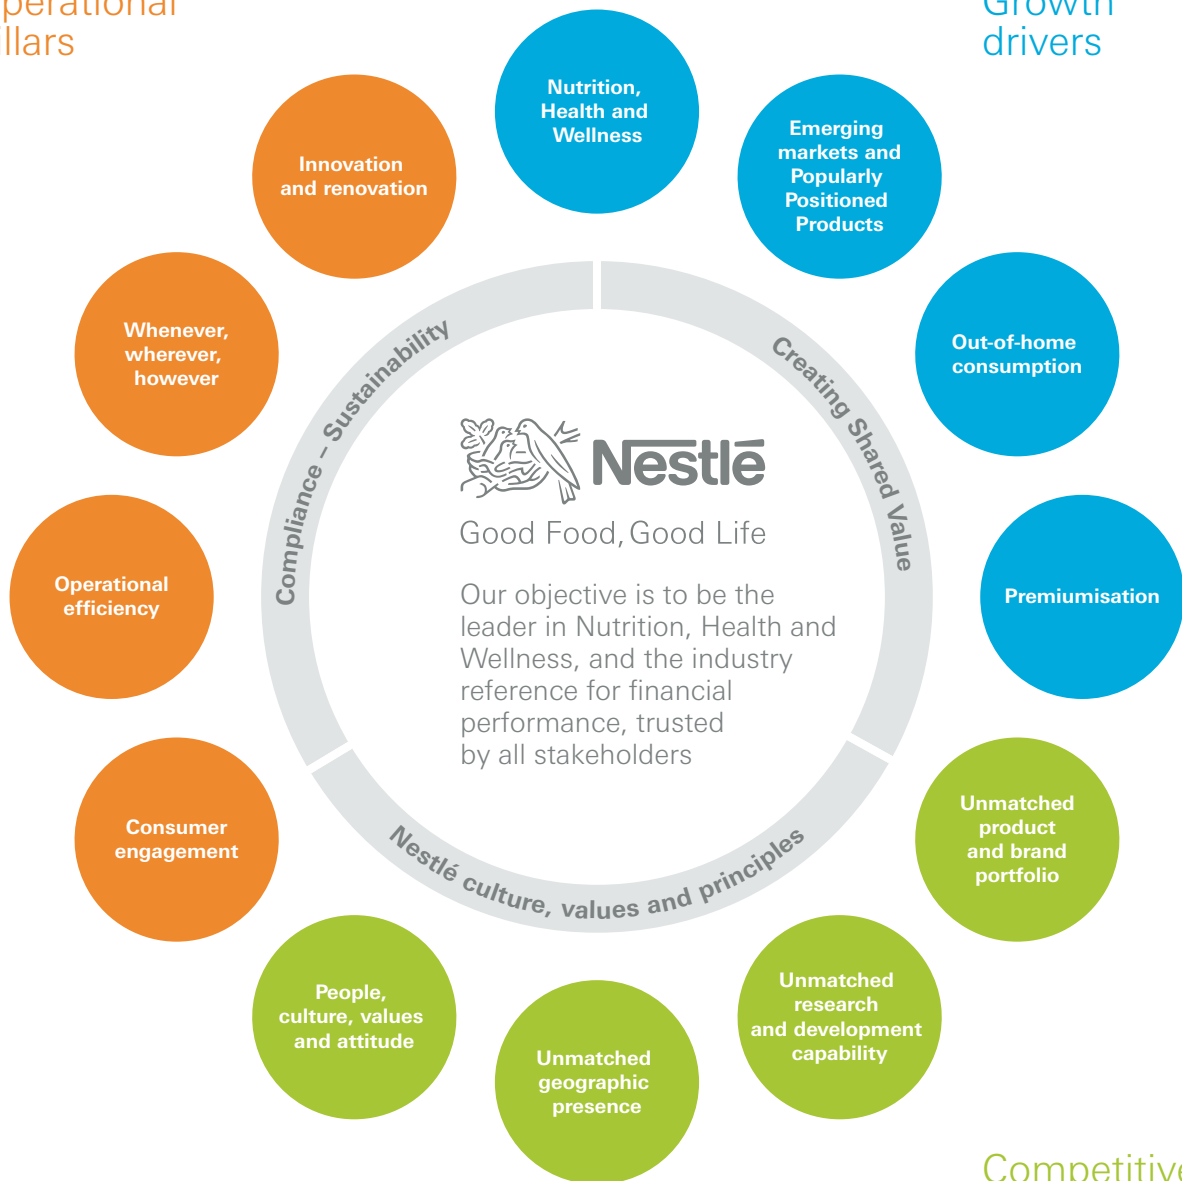 perational
illars
Growth
drivers
Nutrition,
Health and
Wellness
Emerging
markets and
Popularly
Positioned
Products
Out-of-home
consumption
Premiumisation
Unmatched
product
and brand
portfolio
Unmatched
research
and development
capability
Unmatched
geographic
presence
People,
culture, values
and attitude
Consumer
engagement
Operational
efficiency
Whenever,
wherever,
however
Innovation
and renovation
Compliance – Sustainability
Creating Shared Value
Nestlé culture, values and principles
Nestlé
Good Food, Good Life
Our objective is to be the
leader in Nutrition, Health and
Wellness, and the industry
reference for financial
performance, trusted
by all stakeholders
Competitive